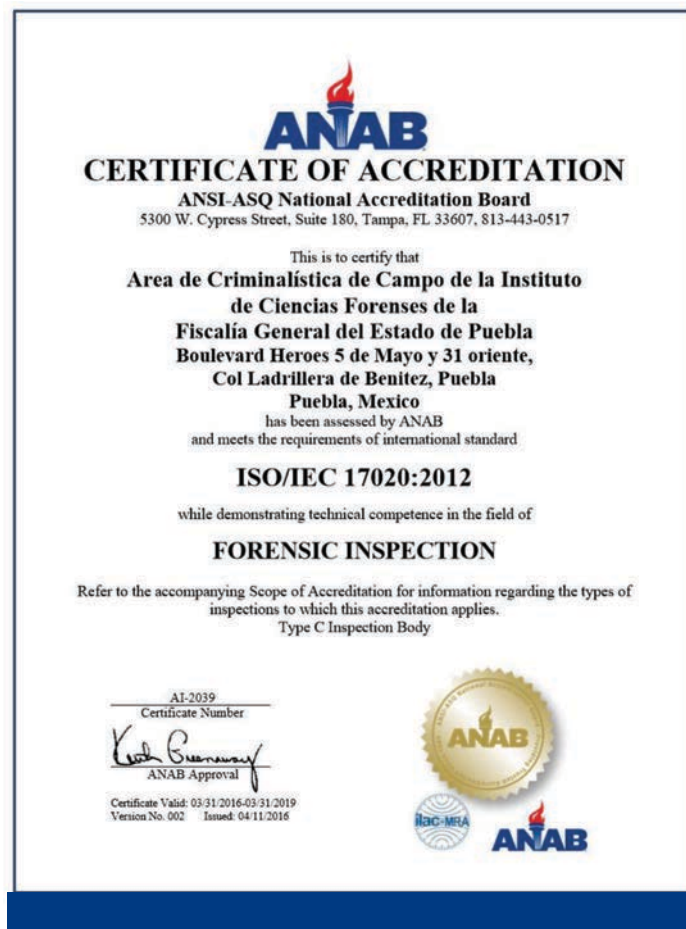 ANAB
CERTIFICATE OF ACCREDITATION
ANSI-ASQ National Accreditation Board
5300 W. Cypress Street, Suite 180, Tampa, FL 33607, 813-443-0517
This is to certify that
Area de Criminalística de Campo de la Instituto
de Ciencias Forenses de la
Fiscalía General del Estado de Puebla
Boulevard Heroes 5 de Mayo y 31 oriente,
Col Ladrillera de Benitez, Puebla
Puebla, Mexico
has been assessed by ANAB
and meets the requirements of international standard
ISO/IEC 17020:2012
while demonstrating technical competence in the field of
FORENSIC INSPECTION
Refer to the accompanying Scope of Accreditation for information regarding the types of
inspections to which this accreditation applies.
Type C Inspection Body
AI-2039
Certificate Number
ANAB Approval
Certificate Valid: 03/31/2016-03/31/2019
Version No. 002 Issued: 04/11/2016
ANAB
ilac-MRA
ANAB